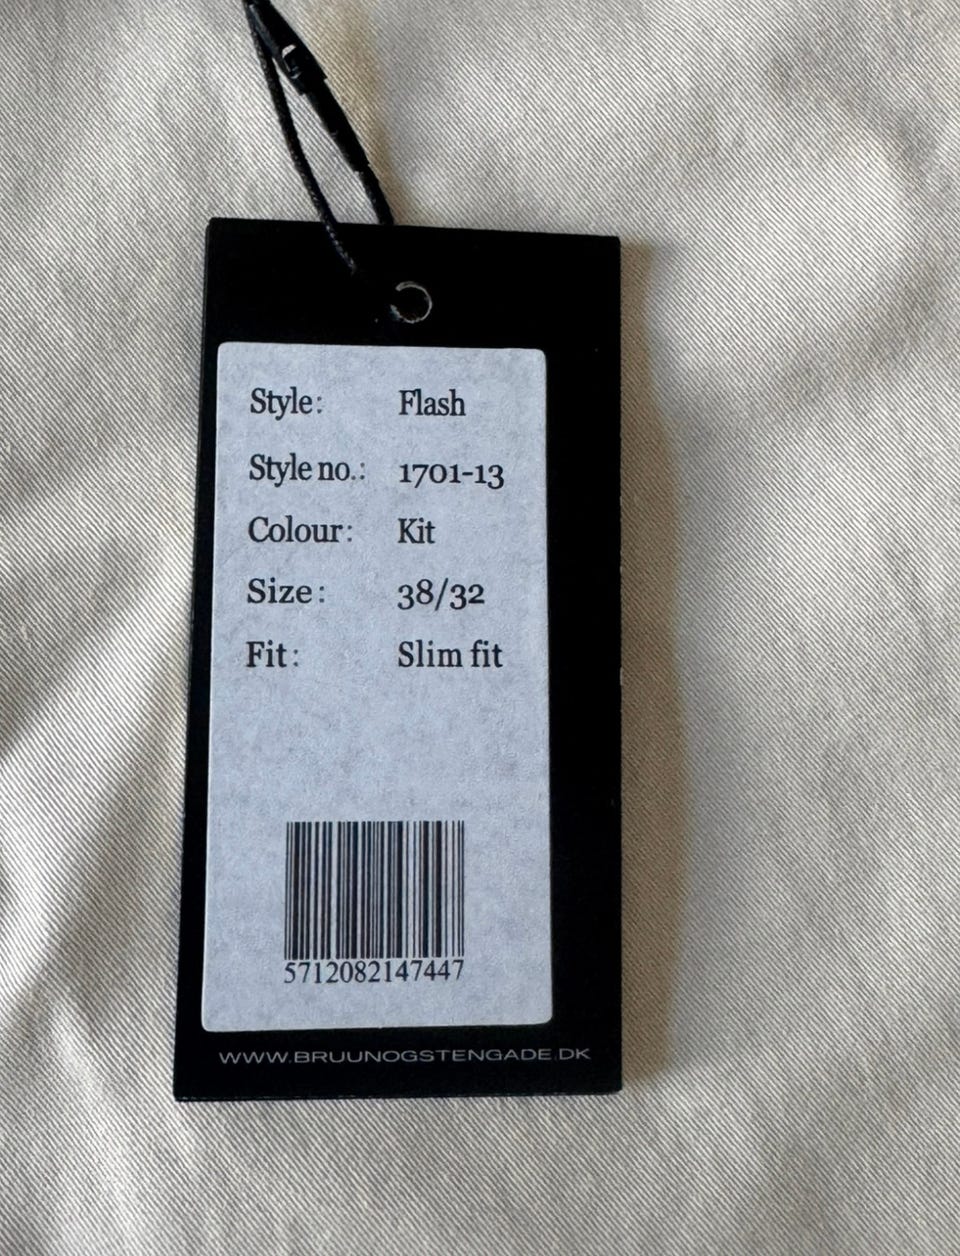 Style: Flash
Style no.: 1701-13
Colour: Kit
Size: 38/32
Fit: Slim fit
5712082147447
WWW.BRUUNOGSTENGADE.DK